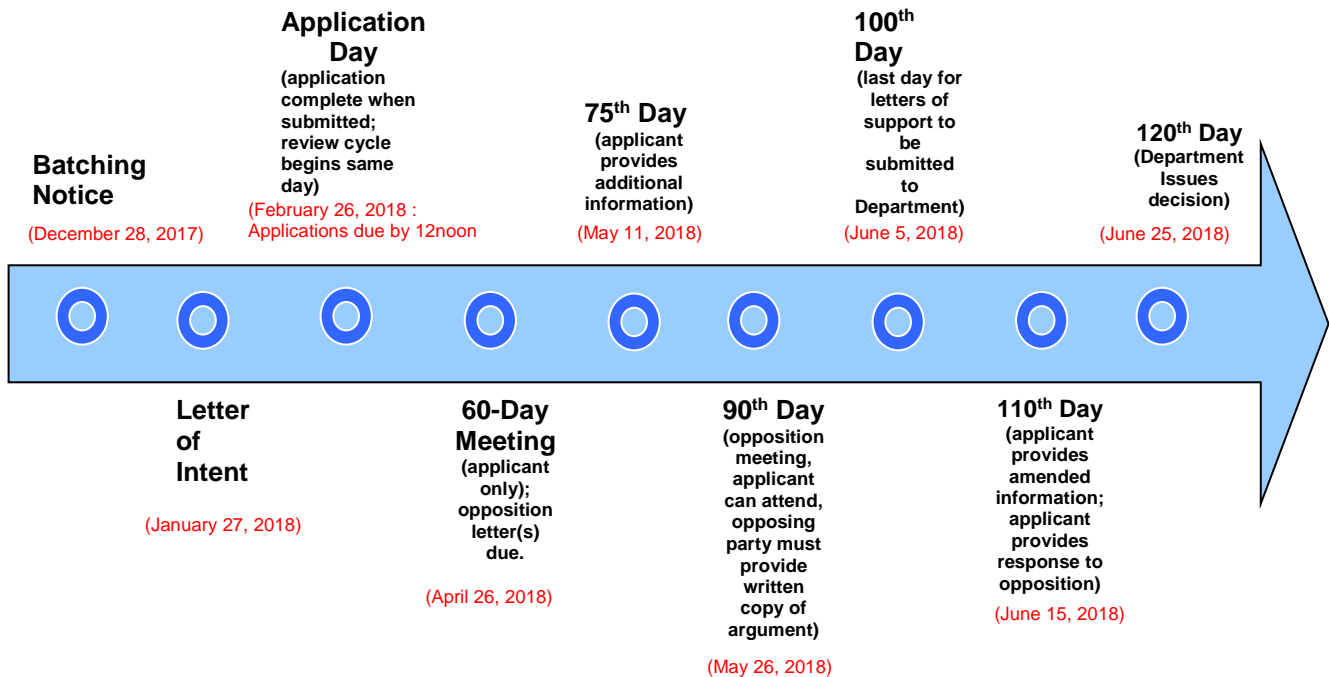 Batching
Notice
(December 28, 2017)
Letter
of
Intent
(January 27, 2018)
Application
Day
(application
complete when
submitted;
review cycle
begins same
day)
(February 26, 2018 :
Applications due by 12noon
60-Day
Meeting
(applicant
only);
opposition
letter(s)
due.
(April 26, 2018)
75th Day
(applicant
provides
additional
information)
(May 11, 2018)
90th Day
(opposition
meeting,
applicant
can attend,
opposing
party must
provide
written
copy of
argument)
(May 26, 2018)
100th
Day
(last day for
letters of
support to
be
submitted
to
Department)
(June 5, 2018)
110th Day
(applicant
provides
amended
information;
applicant
provides
response to
opposition)
(June 15, 2018)
120th Day
(Department
Issues
decision)
(June 25, 2018)